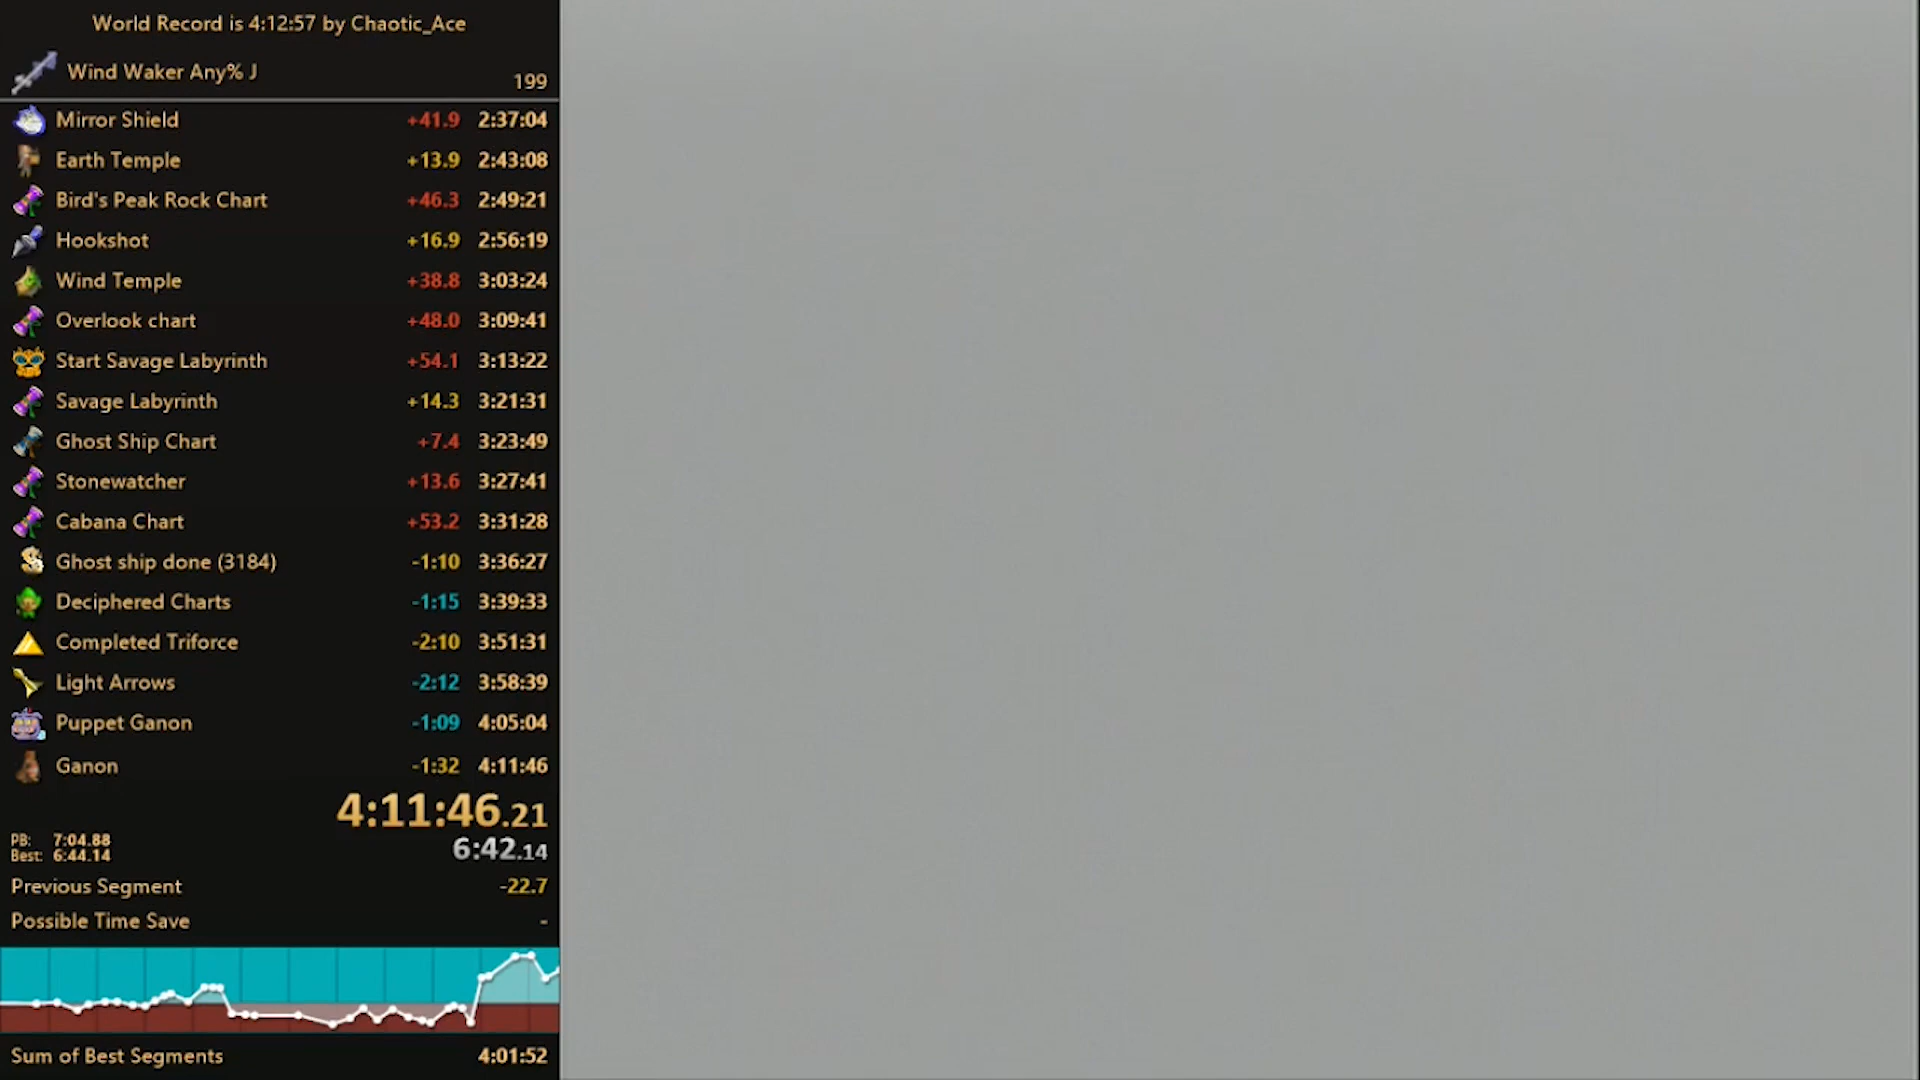 World Record is 4:12:57 by Chaotic_Ace
Wind Waker Any% J 199
Mirror Shield +41.9 2:37:04
Earth Temple +13.9 2:43:08
Bird's Peak Rock Chart +46.3 2:49:21
Hookshot +16.9 2:56:19
Wind Temple +38.8 3:03:24
Overlook chart +48.0 3:09:41
Start Savage Labyrinth +54.1 3:13:22
Savage Labyrinth +14.3 3:21:31
Ghost Ship Chart +7.4 3:23:49
Stonewatcher +13.6 3:27:41
Cabana Chart +53.2 3:31:28
Ghost ship done (3184) -1:10 3:36:27
Deciphered Charts -1:15 3:39:33
Completed Triforce -2:10 3:51:31
Light Arrows -2:12 3:58:39
Puppet Ganon -1:09 4:05:04
Ganon -1:32 4:11:46
4:11:46.21
PB: 7:04.88
Best: 6:44.14
6:42.14
Previous Segment -22.7
Possible Time Save -
Sum of Best Segments 4:01:52